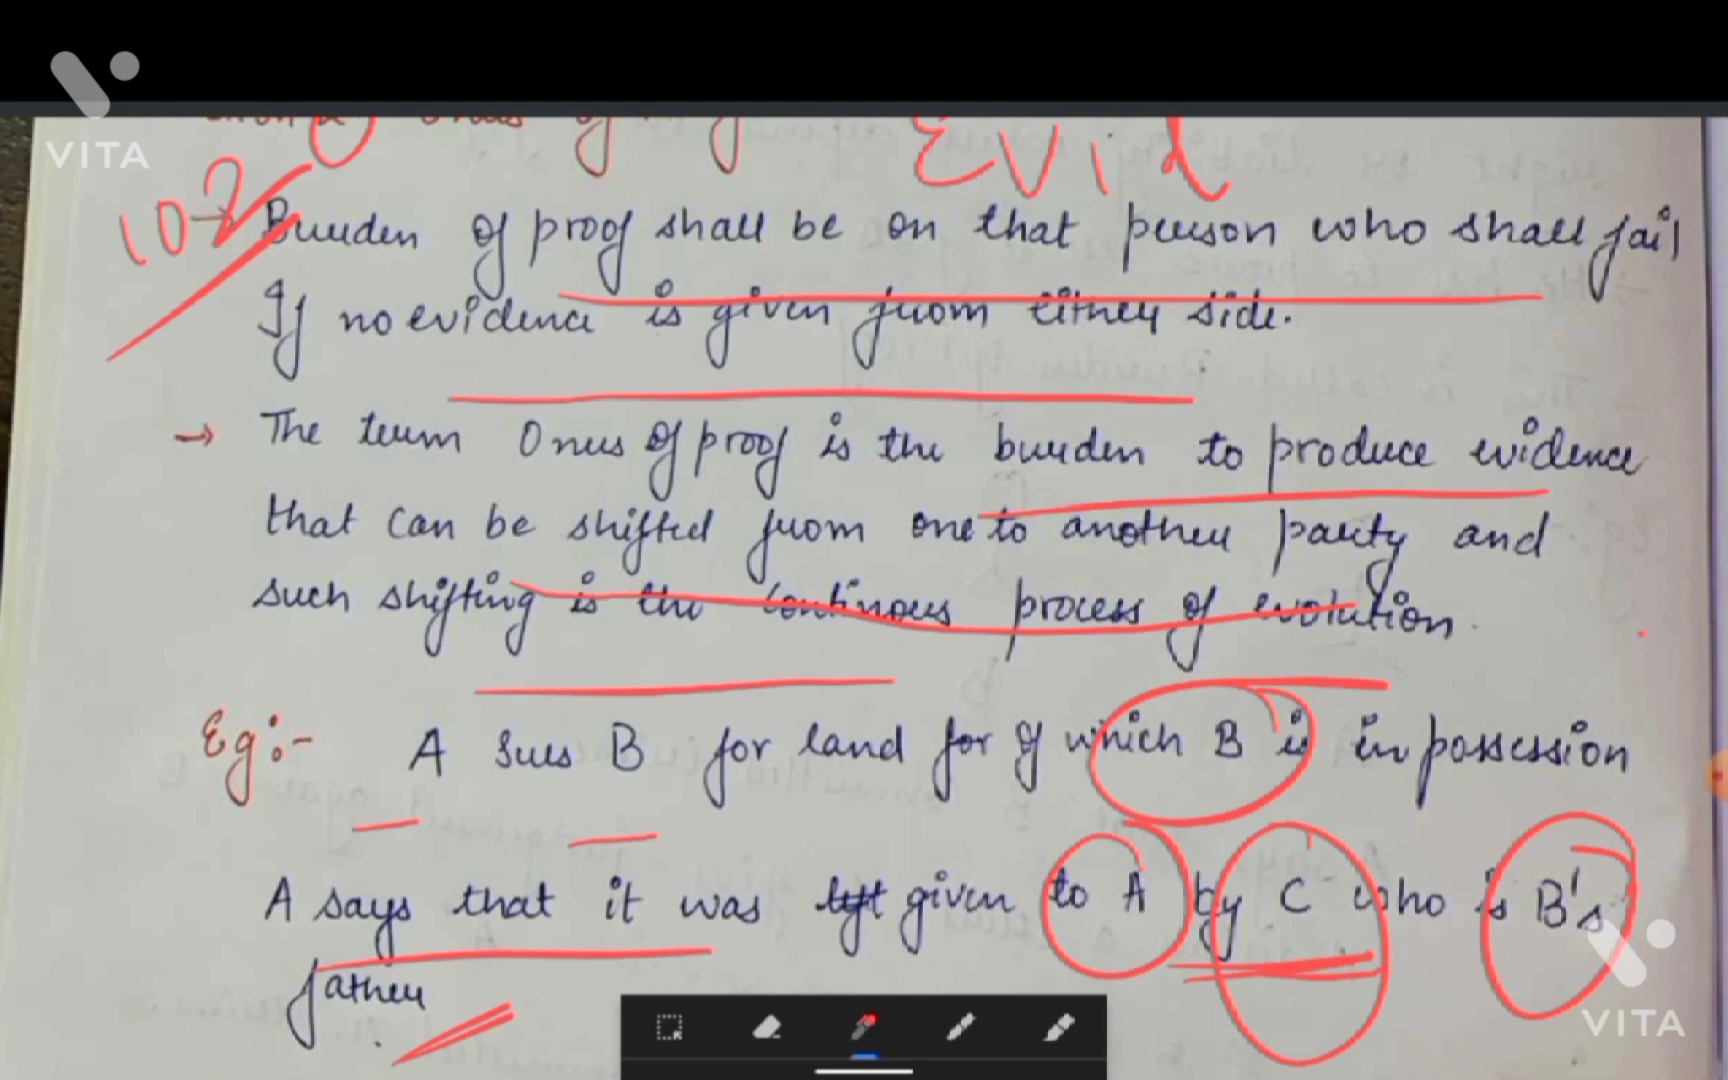 VITA
Evid
102
→ Burden of proof shall be on that person who shall fail
If no evidence is given from either side.
→ The term Onus of proof is the burden to produce evidence
that can be shifted from one to another party and
such shifting is the continous process of evolution.
Eg:- A sues B for land for of which B is in possession
A says that it was left given to A by C who is B's
father.
VITA